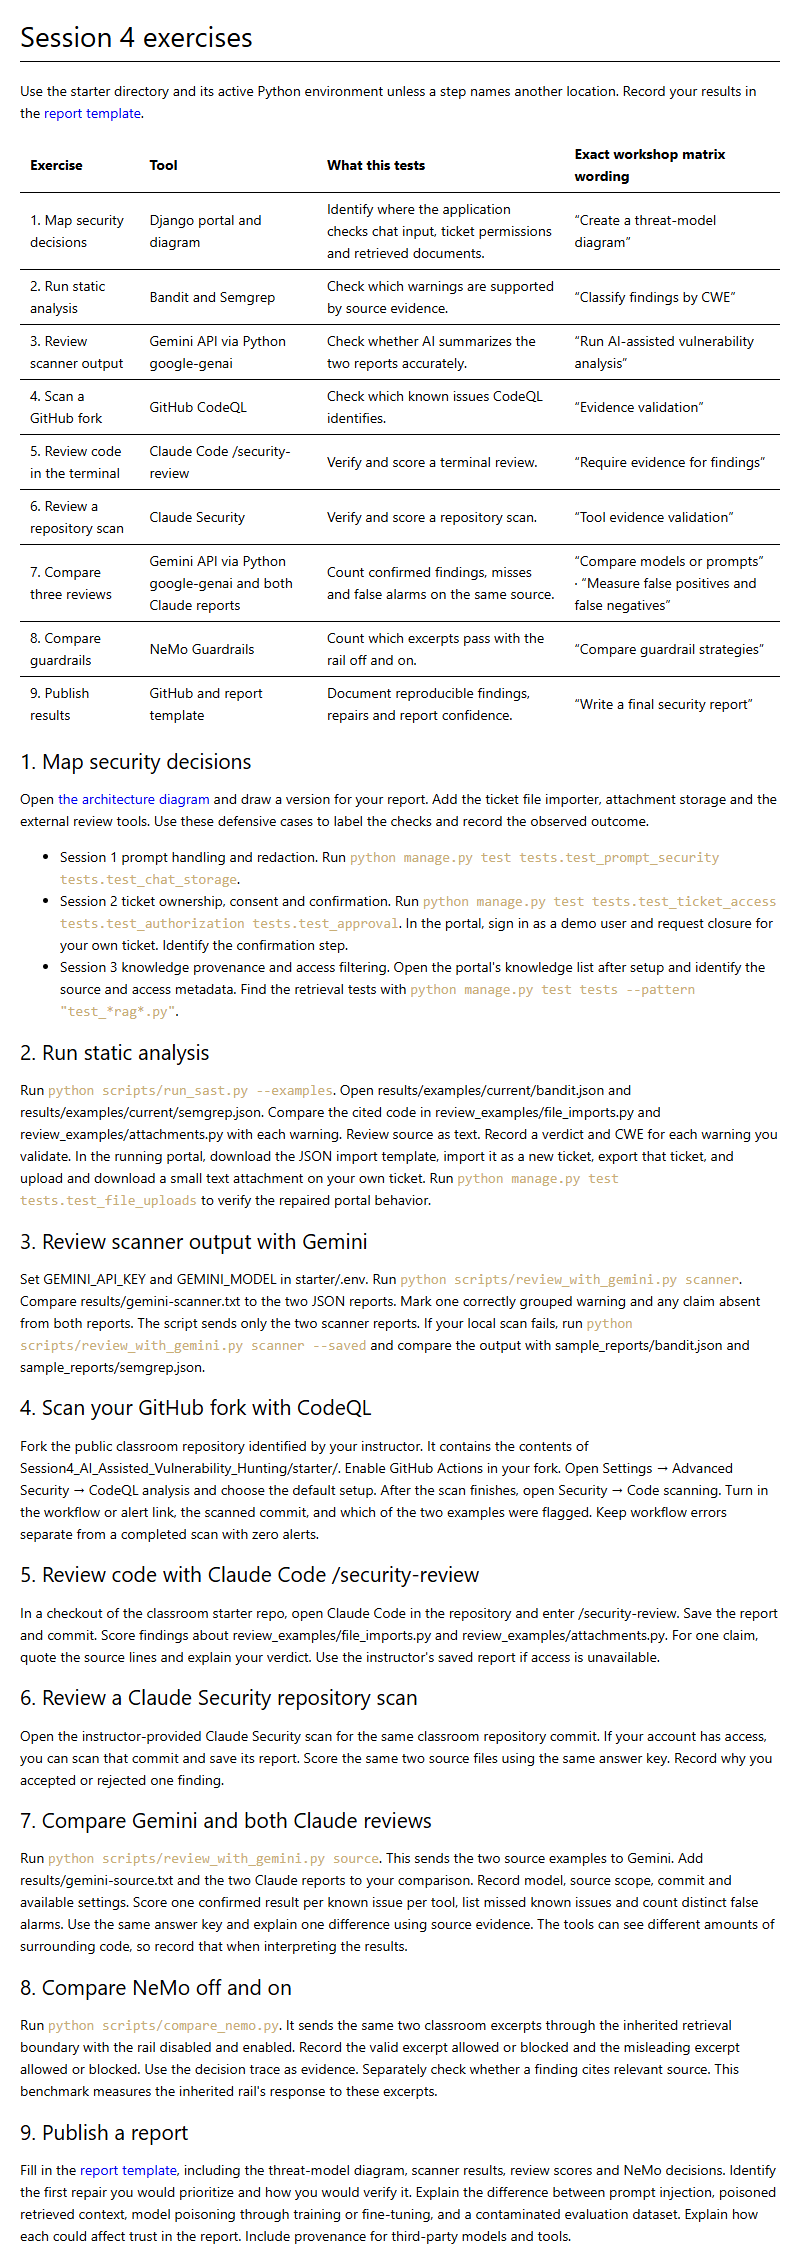 Session 4 exercises
Use the starter directory and its active Python environment unless a step names another location. Record your results in
the report template.
Exercise Tool What this tests Exact workshop matrix
wording
1. Map security
decisions
Django portal and
diagram
Identify where the application
checks chat input, ticket permissions
and retrieved documents.
“Create a threat-model
diagram”
2. Run static
analysis
Bandit and Semgrep
Check which warnings are supported
by source evidence.
“Classify findings by CWE”
3. Review
scanner output
Gemini API via Python
google-genai
Check whether AI summarizes the
two reports accurately.
“Run AI-assisted vulnerability
analysis”
4. Scan a
GitHub fork
GitHub CodeQL
Check which known issues CodeQL
identifies.
“Evidence validation”
5. Review code
in the terminal
Claude Code /security-
review
Verify and score a terminal review.
“Require evidence for findings”
6. Review a
repository scan
Claude Security
Verify and score a repository scan.
“Tool evidence validation”
7. Compare
three reviews
Gemini API via Python
google-genai and both
Claude reports
Count confirmed findings, misses
and false alarms on the same source.
“Compare models or prompts”
· “Measure false positives and
false negatives”
8. Compare
guardrails
NeMo Guardrails
Count which excerpts pass with the
rail off and on.
“Compare guardrail strategies”
9. Publish
results
GitHub and report
template
Document reproducible findings,
repairs and report confidence.
“Write a final security report”
1. Map security decisions
Open the architecture diagram and draw a version for your report. Add the ticket file importer, attachment storage and the
external review tools. Use these defensive cases to label the checks and record the observed outcome.
• Session 1 prompt handling and redaction. Run python manage.py test tests.test_prompt_security
tests.test_chat_storage.
• Session 2 ticket ownership, consent and confirmation. Run python manage.py test tests.test_ticket_access
tests.test_authorization tests.test_approval. In the portal, sign in as a demo user and request closure for
your own ticket. Identify the confirmation step.
• Session 3 knowledge provenance and access filtering. Open the portal's knowledge list after setup and identify the
source and access metadata. Find the retrieval tests with python manage.py test tests --pattern
"test_*rag*.py".
2. Run static analysis
Run python scripts/run_sast.py --examples. Open results/examples/current/bandit.json and
results/examples/current/semgrep.json. Compare the cited code in review_examples/file_imports.py and
review_examples/attachments.py with each warning. Review source as text. Record a verdict and CWE for each warning you
validate. In the running portal, download the JSON import template, import it as a new ticket, export that ticket, and
upload and download a small text attachment on your own ticket. Run python manage.py test
tests.test_file_uploads to verify the repaired portal behavior.
3. Review scanner output with Gemini
Set GEMINI_API_KEY and GEMINI_MODEL in starter/.env. Run python scripts/review_with_gemini.py scanner.
Compare results/gemini-scanner.txt to the two JSON reports. Mark one correctly grouped warning and any claim absent
from both reports. The script sends only the two scanner reports. If your local scan fails, run python
scripts/review_with_gemini.py scanner --saved and compare the output with sample_reports/bandit.json and
sample_reports/semgrep.json.
4. Scan your GitHub fork with CodeQL
Fork the public classroom repository identified by your instructor. It contains the contents of
Session4_AI_Assisted_Vulnerability_Hunting/starter/. Enable GitHub Actions in your fork. Open Settings → Advanced
Security → CodeQL analysis and choose the default setup. After the scan finishes, open Security → Code scanning. Turn in
the workflow or alert link, the scanned commit, and which of the two examples were flagged. Keep workflow errors
separate from a completed scan with zero alerts.
5. Review code with Claude Code /security-review
In a checkout of the classroom starter repo, open Claude Code in the repository and enter /security-review. Save the report
and commit. Score findings about review_examples/file_imports.py and review_examples/attachments.py. For one claim,
quote the source lines and explain your verdict. Use the instructor's saved report if access is unavailable.
6. Review a Claude Security repository scan
Open the instructor-provided Claude Security scan for the same classroom repository commit. If your account has access,
you can scan that commit and save its report. Score the same two source files using the same answer key. Record why you
accepted or rejected one finding.
7. Compare Gemini and both Claude reviews
Run python scripts/review_with_gemini.py source. This sends the two source examples to Gemini. Add
results/gemini-source.txt and the two Claude reports to your comparison. Record model, source scope, commit and
available settings. Score one confirmed result per known issue per tool, list missed known issues and count distinct false
alarms. Use the same answer key and explain one difference using source evidence. The tools can see different amounts of
surrounding code, so record that when interpreting the results.
8. Compare NeMo off and on
Run python scripts/compare_nemo.py. It sends the same two classroom excerpts through the inherited retrieval
boundary with the rail disabled and enabled. Record the valid excerpt allowed or blocked and the misleading excerpt
allowed or blocked. Use the decision trace as evidence. Separately check whether a finding cites relevant source. This
benchmark measures the inherited rail's response to these excerpts.
9. Publish a report
Fill in the report template, including the threat-model diagram, scanner results, review scores and NeMo decisions. Identify
the first repair you would prioritize and how you would verify it. Explain the difference between prompt injection, poisoned
retrieved context, model poisoning through training or fine-tuning, and a contaminated evaluation dataset. Explain how
each could affect trust in the report. Include provenance for third-party models and tools.